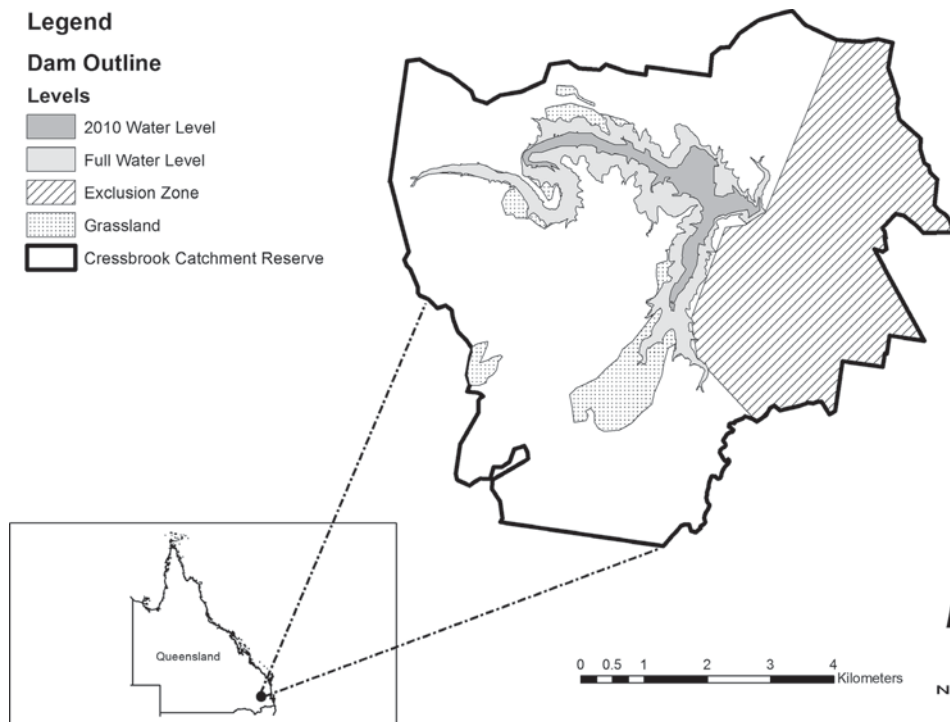 Legend
Dam Outline
Levels
2010 Water Level
Full Water Level
Exclusion Zone
Grassland
Cressbrook Catchment Reserve
Queensland
0 0.5 1 2 3 4
Kilometers
N